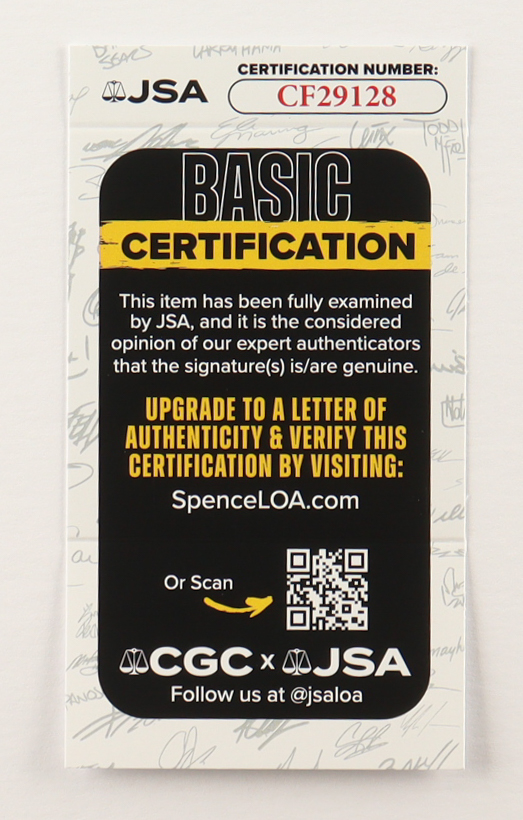 CERTIFICATION NUMBER:
JSA
CF29128
BASIC
CERTIFICATION
This item has been fully examined
by JSA, and it is the considered
opinion of our expert authenticators
that the signature(s) is/are genuine.
UPGRADE TO A LETTER OF
AUTHENTICITY & VERIFY THIS
CERTIFICATION BY VISITING:
SpenceLOA.com
Or Scan
CGC x JSA
Follow us at @jsaloa